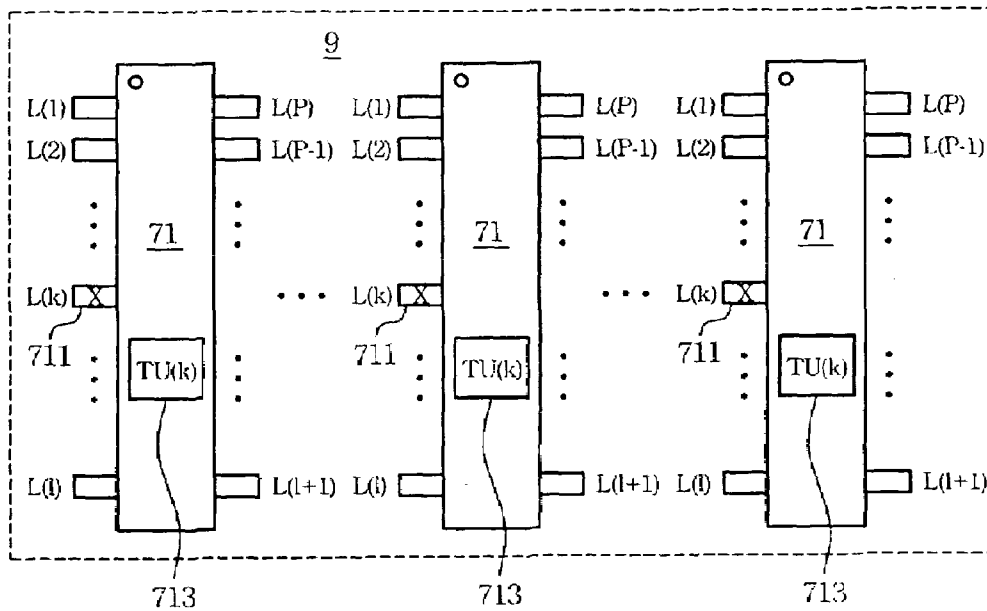 9
L(1) L(P) L(1) L(P) L(1) L(P)
L(2) L(P-1) L(2) L(P-1) L(2) L(P-1)
71 71 71
L(k) X L(k) X L(k) X
711 711 711
TU(k) TU(k) TU(k)
L(i) L(i+1) L(i) L(i+1) L(i) L(i+1)
713 713 713